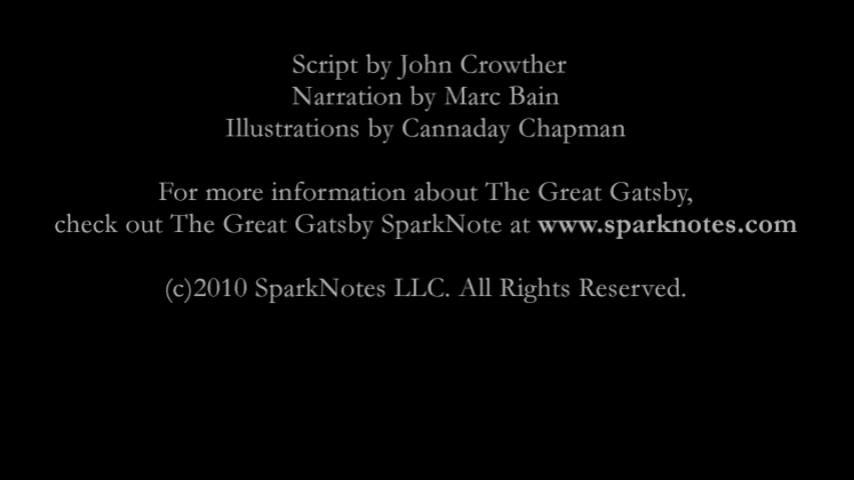 Script by John Crowther
Narration by Marc Bain
Illustrations by Cannaday Chapman
For more information about The Great Gatsby,
check out The Great Gatsby SparkNote at www.sparknotes.com
(c)2010 SparkNotes LLC. All Rights Reserved.